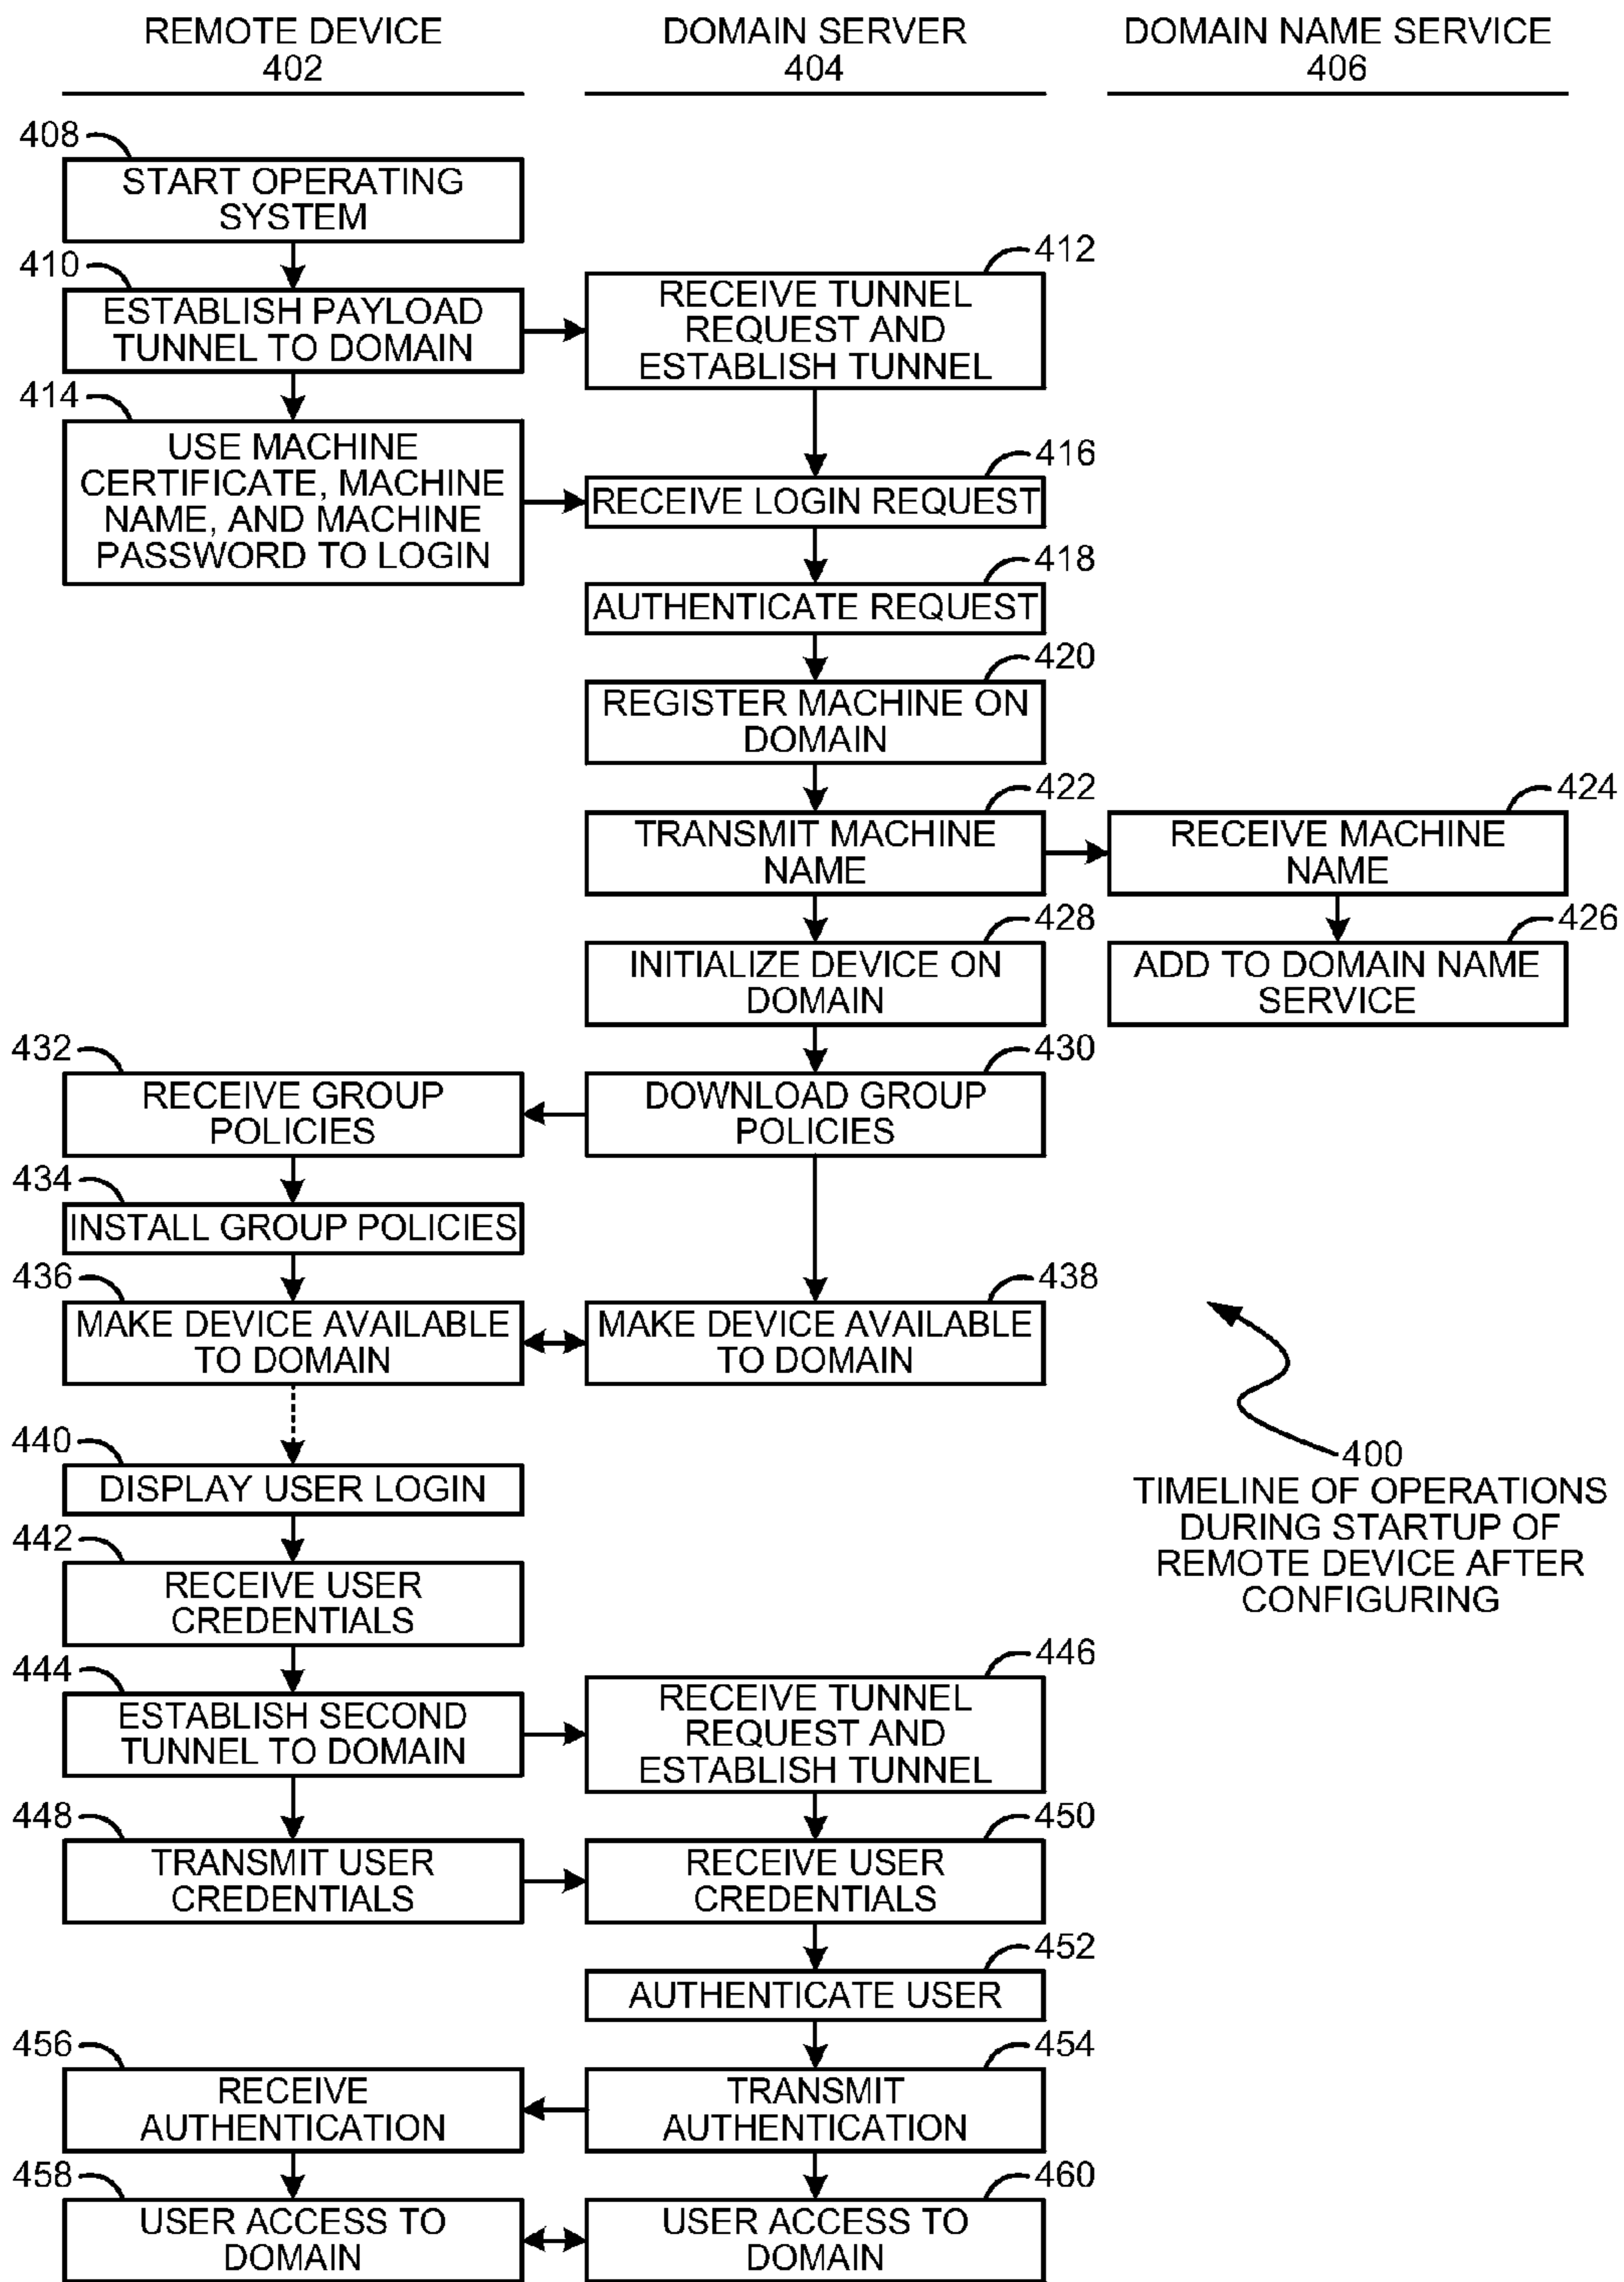 REMOTE DEVICE
402
DOMAIN SERVER
404
DOMAIN NAME SERVICE
406
408
START OPERATING
SYSTEM
410
ESTABLISH PAYLOAD
TUNNEL TO DOMAIN
412
RECEIVE TUNNEL
REQUEST AND
ESTABLISH TUNNEL
414
USE MACHINE
CERTIFICATE, MACHINE
NAME, AND MACHINE
PASSWORD TO LOGIN
416
RECEIVE LOGIN REQUEST
418
AUTHENTICATE REQUEST
420
REGISTER MACHINE ON
DOMAIN
422
TRANSMIT MACHINE
NAME
424
RECEIVE MACHINE
NAME
428
INITIALIZE DEVICE ON
DOMAIN
426
ADD TO DOMAIN NAME
SERVICE
432
RECEIVE GROUP
POLICIES
430
DOWNLOAD GROUP
POLICIES
434
INSTALL GROUP POLICIES
436
MAKE DEVICE AVAILABLE
TO DOMAIN
438
MAKE DEVICE AVAILABLE
TO DOMAIN
400
TIMELINE OF OPERATIONS
DURING STARTUP OF
REMOTE DEVICE AFTER
CONFIGURING
440
DISPLAY USER LOGIN
442
RECEIVE USER
CREDENTIALS
444
ESTABLISH SECOND
TUNNEL TO DOMAIN
446
RECEIVE TUNNEL
REQUEST AND
ESTABLISH TUNNEL
448
TRANSMIT USER
CREDENTIALS
450
RECEIVE USER
CREDENTIALS
452
AUTHENTICATE USER
456
RECEIVE
AUTHENTICATION
454
TRANSMIT
AUTHENTICATION
458
USER ACCESS TO
DOMAIN
460
USER ACCESS TO
DOMAIN